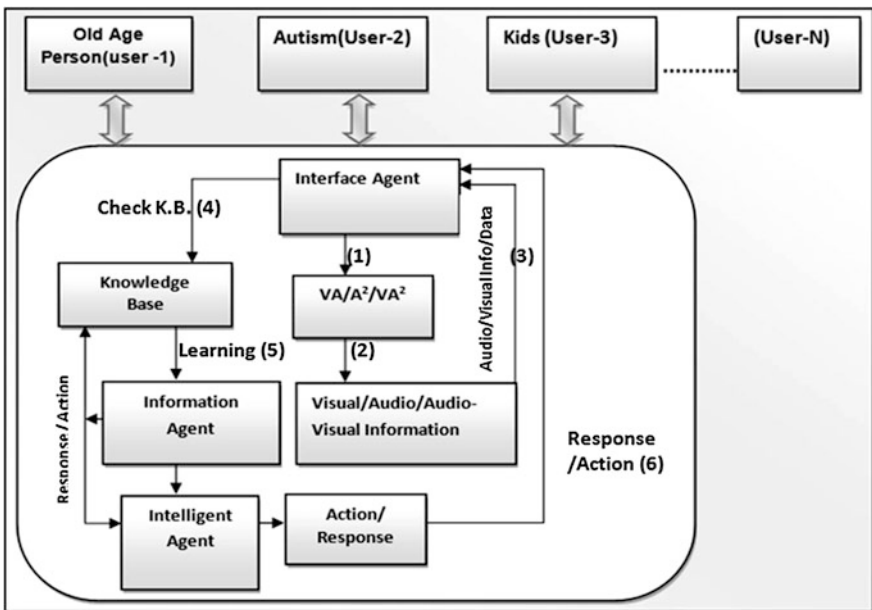 Old Age
Person(user -1)
Autism(User-2)
Kids (User-3)
...............
(User-N)
Interface Agent
Check K.B. (4)
(1)
Audio/Visual Info/Data
(3)
Knowledge
Base
VA/A²/VA²
Learning (5)
(2)
Response/Action
Information
Agent
Visual/Audio/Audio-
Visual Information
Response
/Action (6)
Intelligent
Agent
Action/
Response